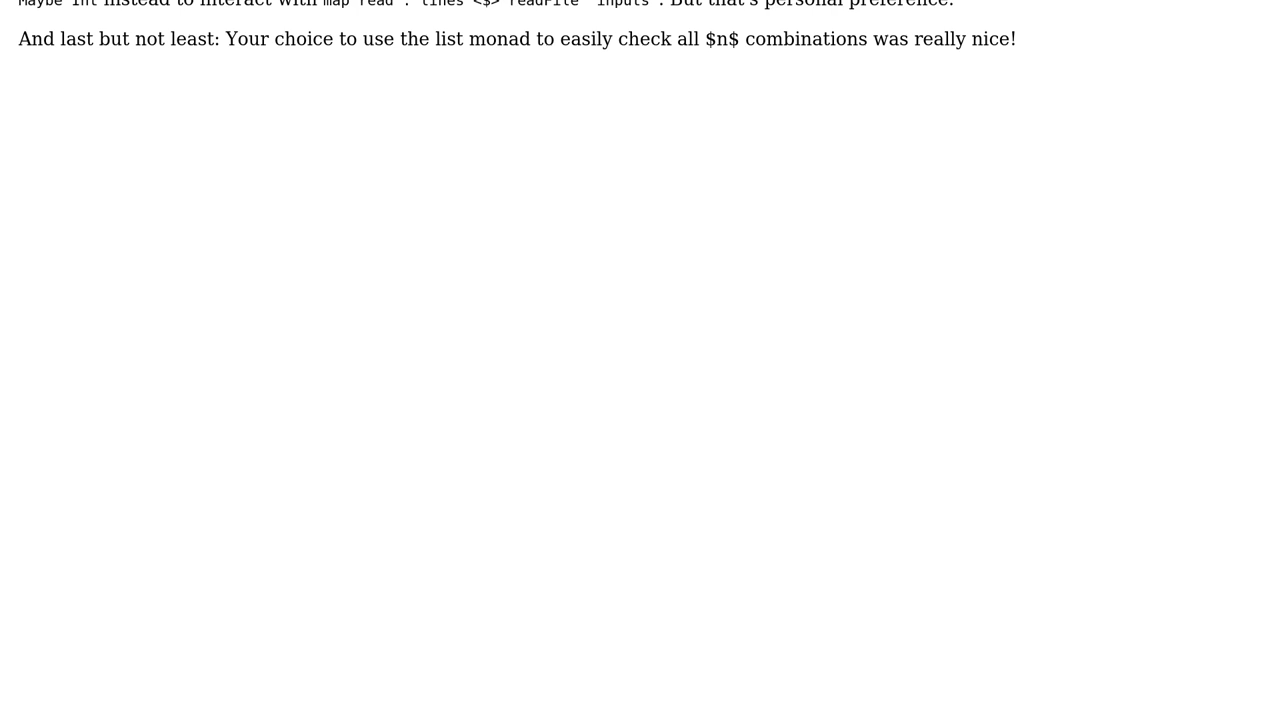 Maybe Int instead to interact with map read . lines <$> readFile "inputs". But that's personal preference.
And last but not least: Your choice to use the list monad to easily check all $n$ combinations was really nice!